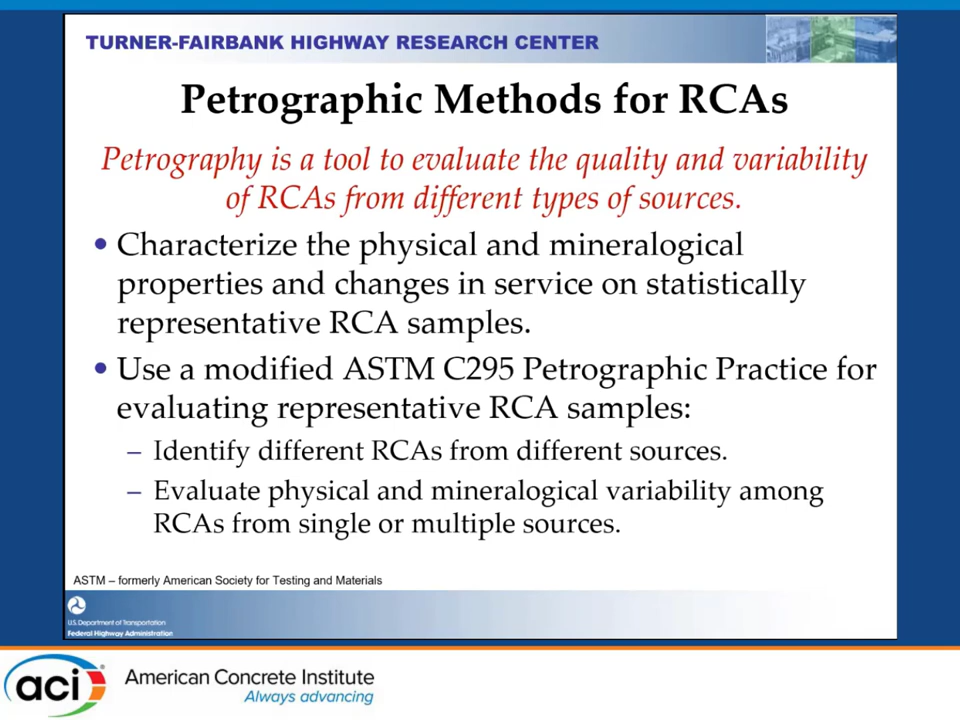 TURNER-FAIRBANK HIGHWAY RESEARCH CENTER
Petrographic Methods for RCAs
Petrography is a tool to evaluate the quality and variability
of RCAs from different types of sources.
• Characterize the physical and mineralogical
properties and changes in service on statistically
representative RCA samples.
• Use a modified ASTM C295 Petrographic Practice for
evaluating representative RCA samples:
– Identify different RCAs from different sources.
– Evaluate physical and mineralogical variability among
RCAs from single or multiple sources.
ASTM – formerly American Society for Testing and Materials
U.S. Department of Transportation
Federal Highway Administration
aci
American Concrete Institute
Always advancing